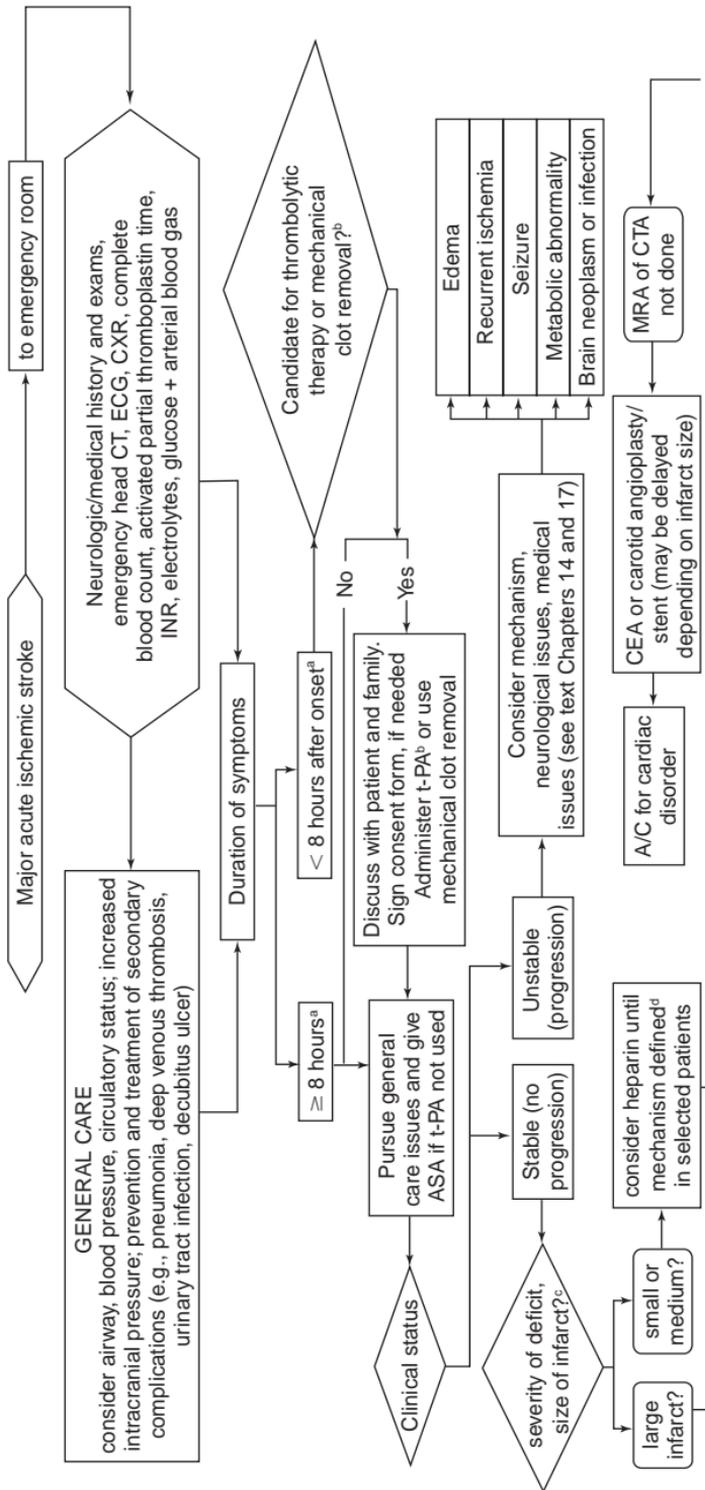 Major acute ischemic stroke
to emergency room
GENERAL CARE
consider airway, blood pressure, circulatory status; increased
intracranial pressure; prevention and treatment of secondary
complications (e.g., pneumonia, deep venous thrombosis,
urinary tract infection, decubitus ulcer)
Neurologic/medical history and exams,
emergency head CT, ECG, CXR, complete
blood count, activated partial thromboplastin time,
INR, electrolytes, glucose + arterial blood gas
Duration of symptoms
≥ 8 hoursᵃ
< 8 hours after onsetᵃ
Candidate for thrombolytic
therapy or mechanical
clot removal?ᵇ
No
Yes
Discuss with patient and family.
Sign consent form, if needed
Administer t-PAᵇ or use
mechanical clot removal
Pursue general
care issues and give
ASA if t-PA not used
Clinical status
Stable (no
progression)
Unstable
(progression)
Consider mechanism,
neurological issues, medical
issues (see text Chapters 14 and 17)
Edema
Recurrent ischemia
Seizure
Metabolic abnormality
Brain neoplasm or infection
severity of deficit,
size of infarct?ᶜ
large
infarct?
small or
medium?
consider heparin until
mechanism definedᵈ
in selected patients
A/C for cardiac
disorder
CEA or carotid angioplasty/
stent (may be delayed
depending on infarct size)
MRA of CTA
not done